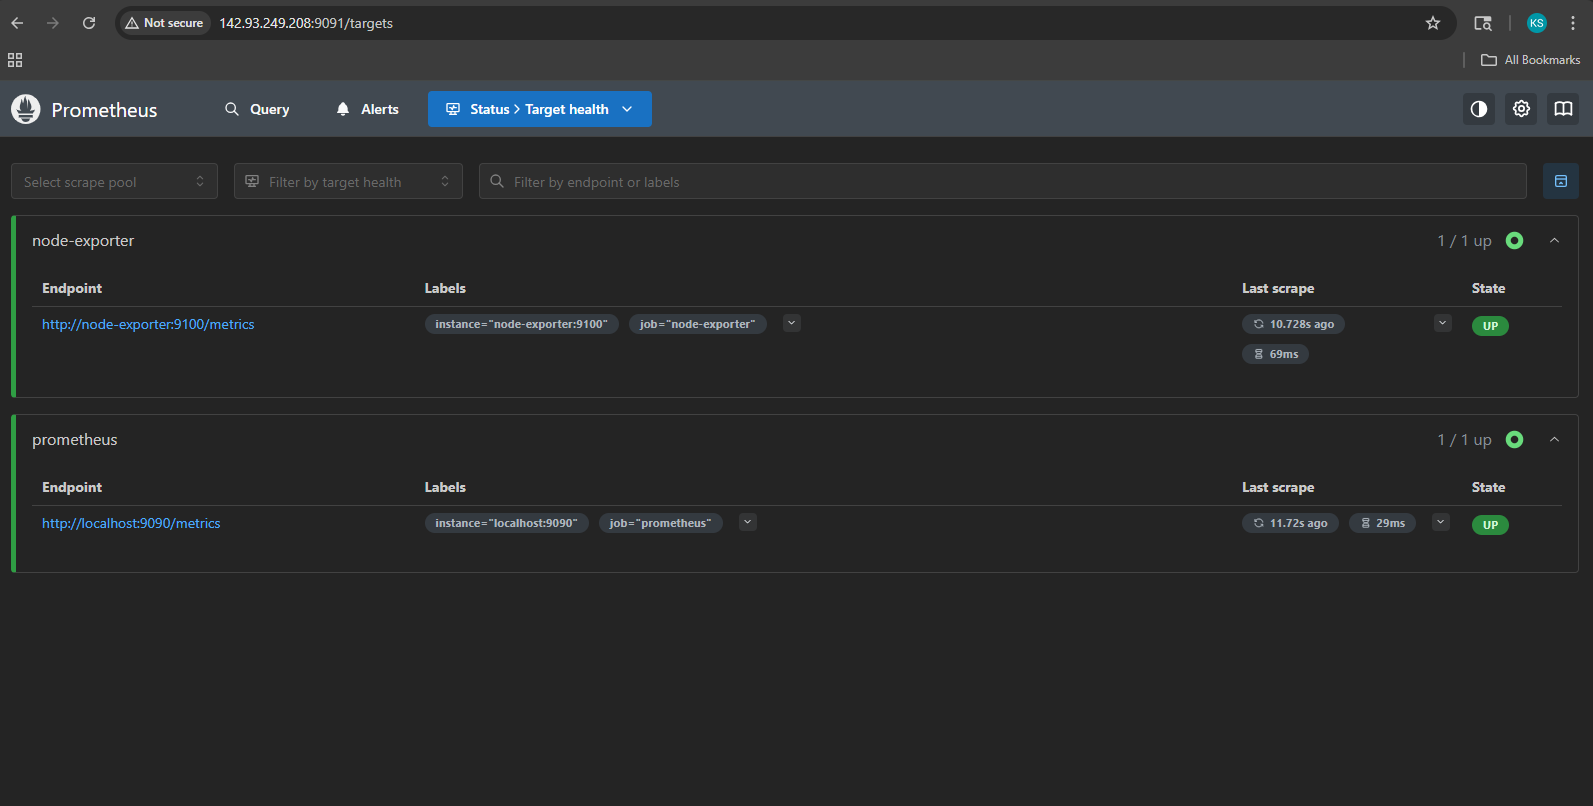 Not secure 142.93.249.208:9091/targets KS
All Bookmarks
Prometheus Query Alerts Status > Target health
Select scrape pool Filter by target health Filter by endpoint or labels
node-exporter 1 / 1 up
Endpoint Labels Last scrape State
http://node-exporter:9100/metrics instance="node-exporter:9100" job="node-exporter" 10.728s ago UP
69ms
prometheus 1 / 1 up
Endpoint Labels Last scrape State
http://localhost:9090/metrics instance="localhost:9090" job="prometheus" 11.72s ago 29ms UP